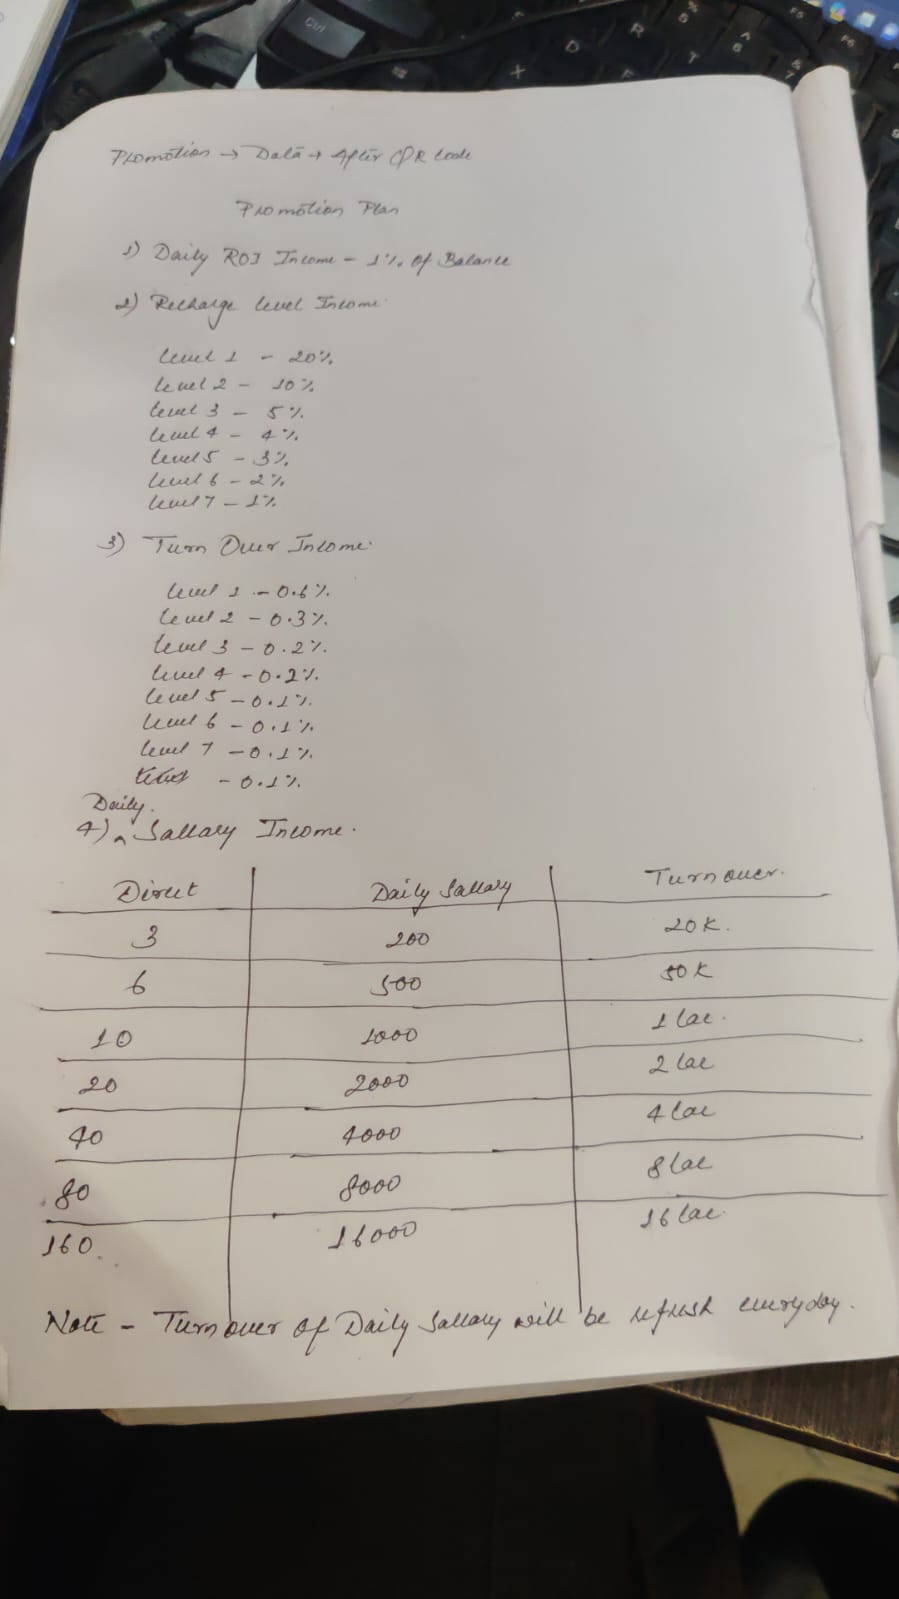 Promotion → Data → After QR Code
Promotion Plan
1) Daily ROI Income - 1% Of Balance
2) Recharge level Income
level 1 - 20%
level 2 - 10%
level 3 - 5%
level 4 - 4%
level 5 - 3%
level 6 - 2%
level 7 - 1%
3) Turn Over Income
level 1 - 0.6%
level 2 - 0.3%
level 3 - 0.2%
level 4 - 0.2%
level 5 - 0.1%
level 6 - 0.1%
level 7 - 0.1%
- 0.1%
Daily
4) ^ Sallary Income
Direct Daily Sallary Turnover
3 200 20K
6 500 50K
10 1000 1 lac
20 2000 2 lac
40 4000 4 lac
80 8000 8 lac
160 16000 16 lac
Note - Turnover of Daily Sallary will be refresh everyday.
Ctrl
X
D
R
F
T
%
5
^
6
&
7
F5
F6